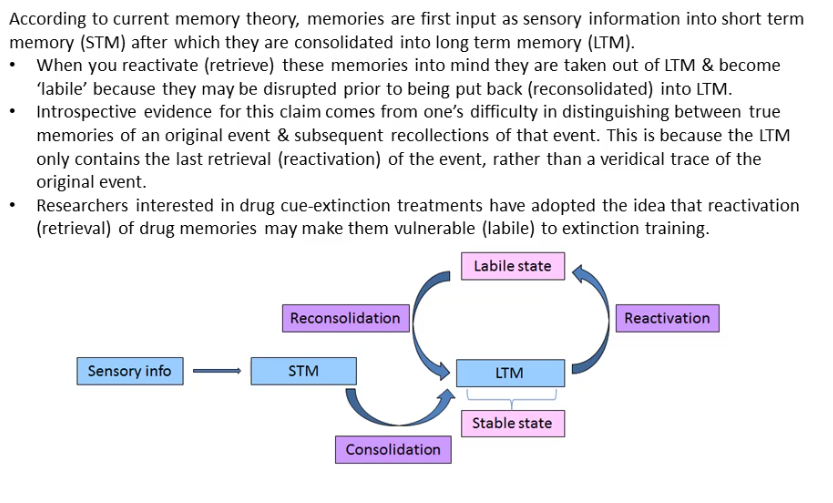 According to current memory theory, memories are first input as sensory information into short term
memory (STM) after which they are consolidated into long term memory (LTM).
• When you reactivate (retrieve) these memories into mind they are taken out of LTM & become
‘labile’ because they may be disrupted prior to being put back (reconsolidated) into LTM.
• Introspective evidence for this claim comes from one’s difficulty in distinguishing between true
memories of an original event & subsequent recollections of that event. This is because the LTM
only contains the last retrieval (reactivation) of the event, rather than a veridical trace of the
original event.
• Researchers interested in drug cue-extinction treatments have adopted the idea that reactivation
(retrieval) of drug memories may make them vulnerable (labile) to extinction training.
Labile state
Reconsolidation
Reactivation
Sensory info
STM
LTM
Stable state
Consolidation